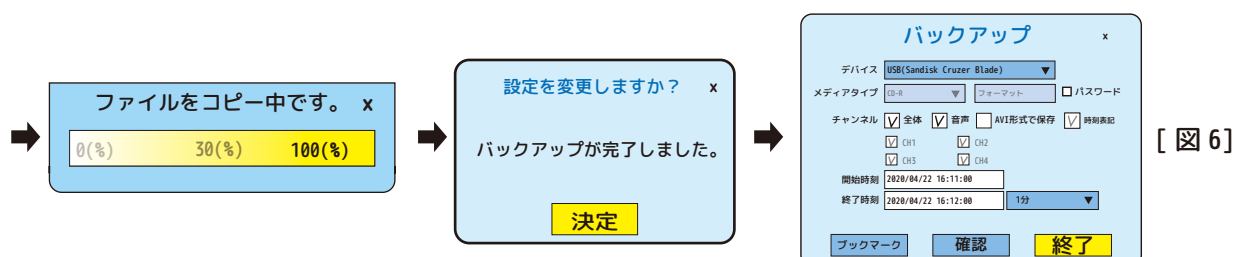 ファイルをコピー中です。 x
0(%) 30(%) 100(%)
設定を変更しますか? x
バックアップが完了しました。
決定
バックアップ x
デバイス USB(Sandisk Cruzer Blade) ▼
メディアタイプ CD-R ▼ フォーマット パスワード
チャンネル 全体 音声 AVI形式で保存 時刻表記
CH1 CH2
CH3 CH4
開始時刻 2020/04/22 16:11:00
終了時刻 2020/04/22 16:12:00 1分 ▼
ブックマーク 確認 終了
[図6]